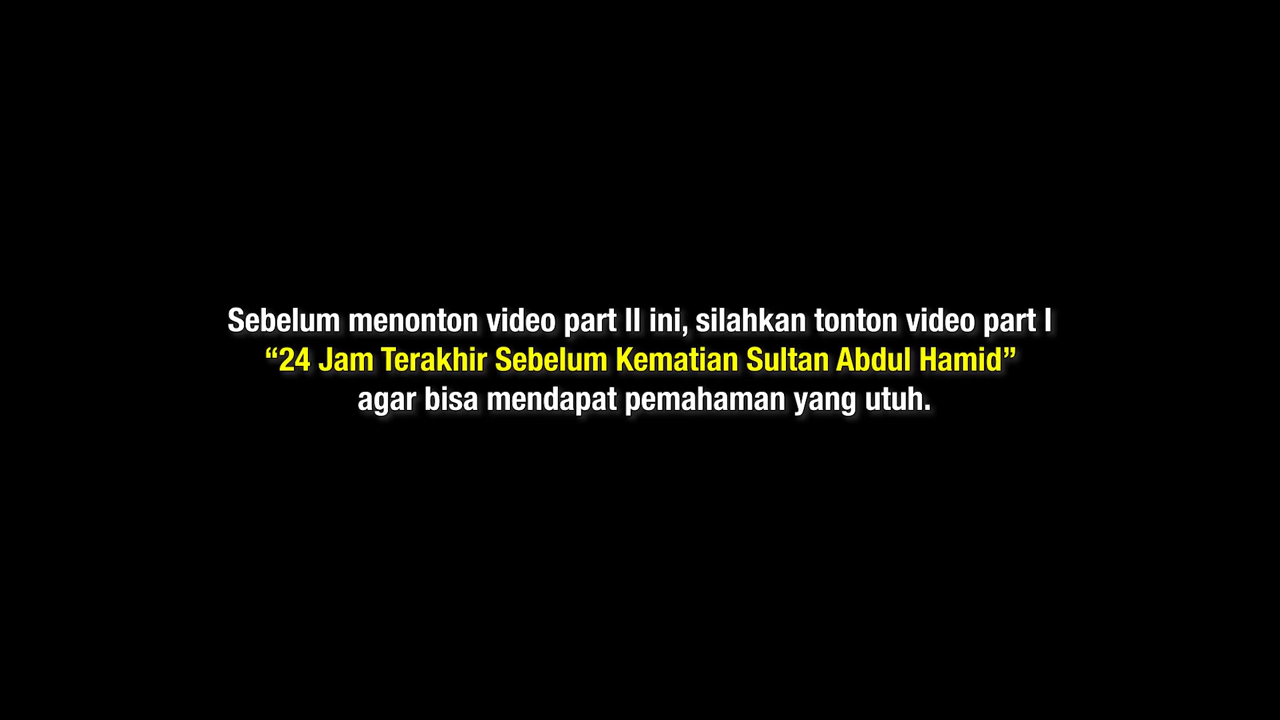 Sebelum menonton video part II ini, silahkan tonton video part I
“24 Jam Terakhir Sebelum Kematian Sultan Abdul Hamid”
agar bisa mendapat pemahaman yang utuh.